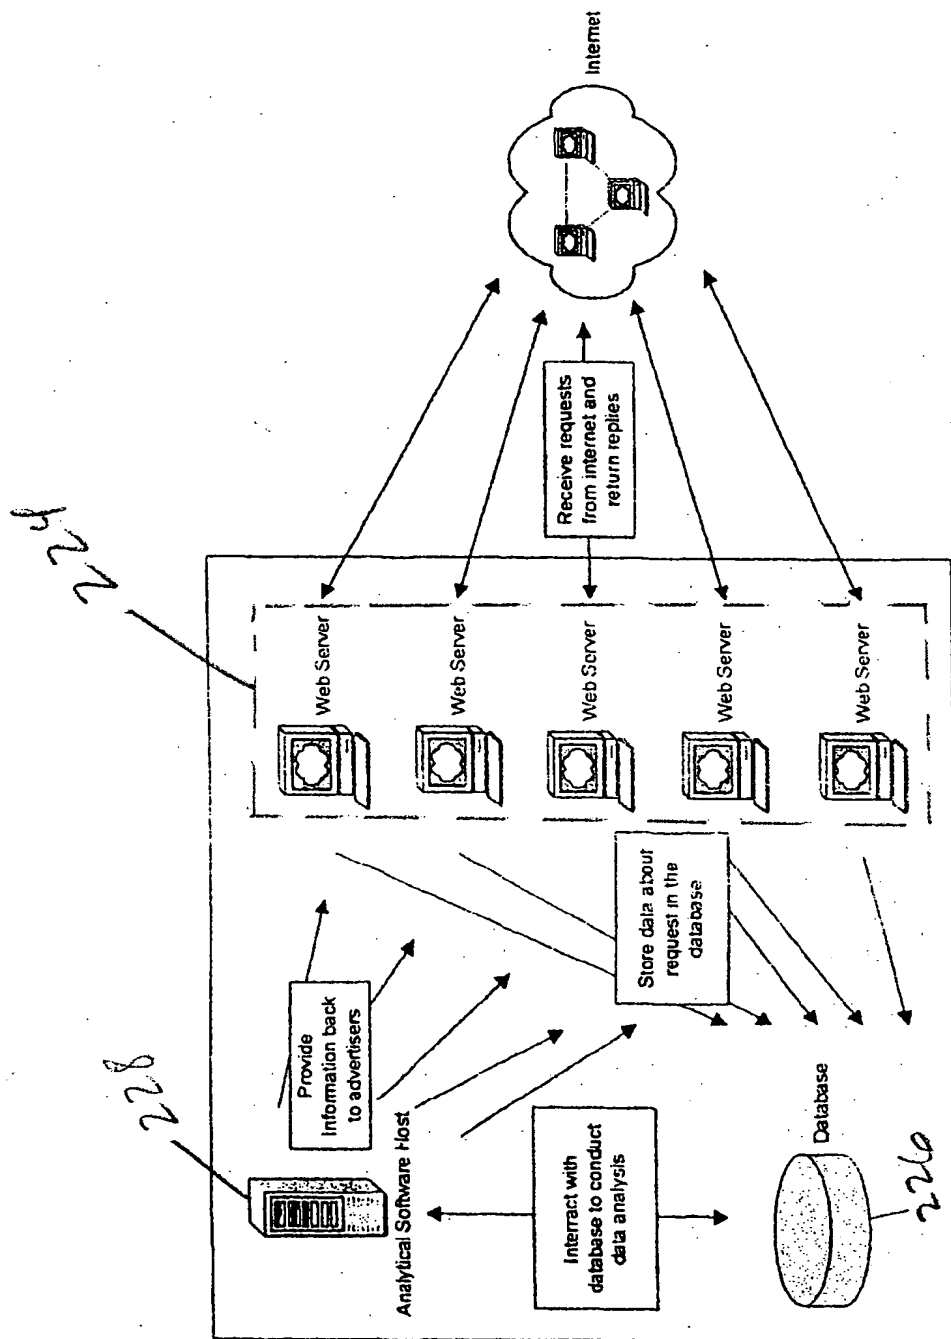 228
224
Analytical Software Host
Provide
Information back
to advertisers
Web Server
Web Server
Web Server
Web Server
Web Server
Internet
Receive requests
from internet and
return replies
Interract with
database to conduct
data analysis
Store data about
request in the
database
Database
226